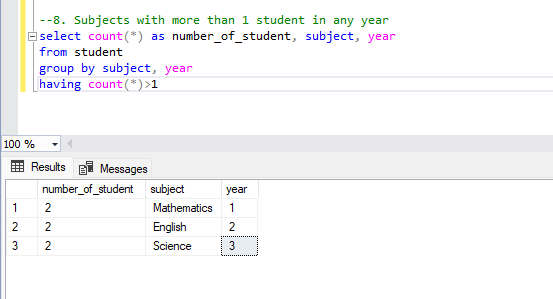 --8. Subjects with more than 1 student in any year
select count(*) as number_of_student, subject, year
from student
group by subject, year
having count(*)>1
100 %
Results Messages
number_of_student subject year
1 2 Mathematics 1
2 2 English 2
3 2 Science 3